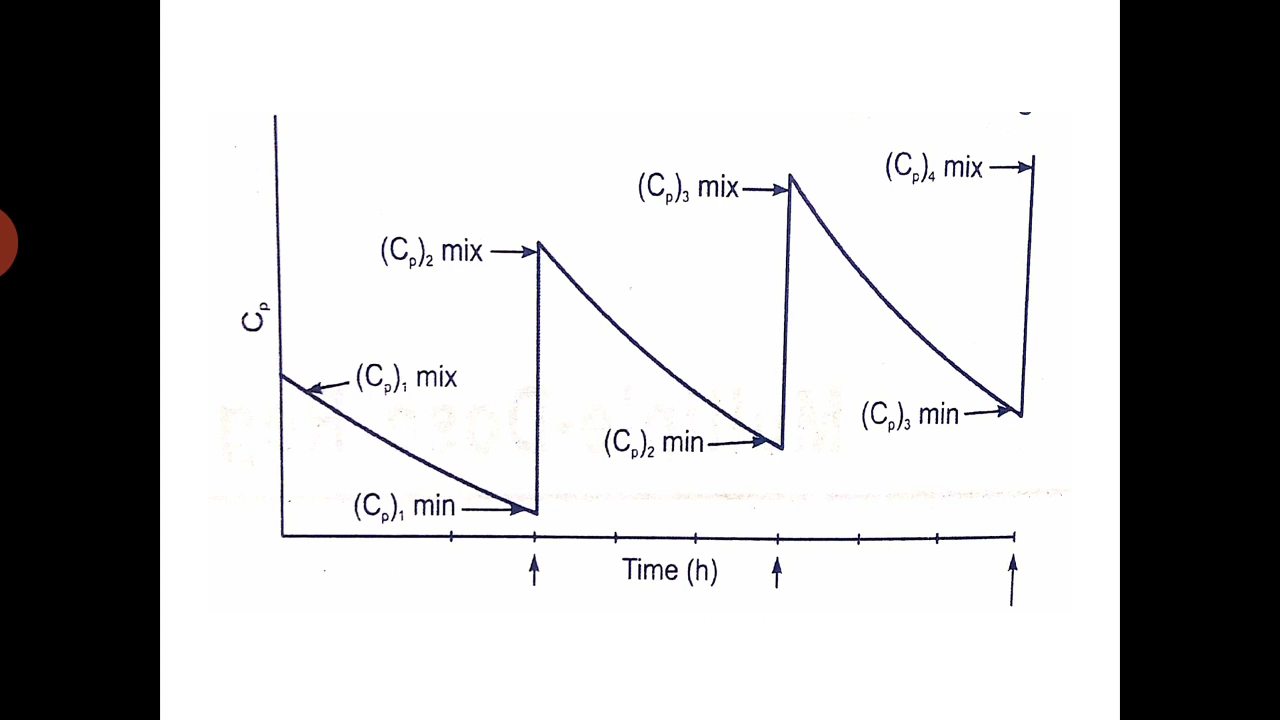 (Cp)4 mix
(Cp)3 mix
(Cp)2 mix
Cp
(Cp)1 mix
(Cp)3 min
(Cp)2 min
(Cp)1 min
Time (h)